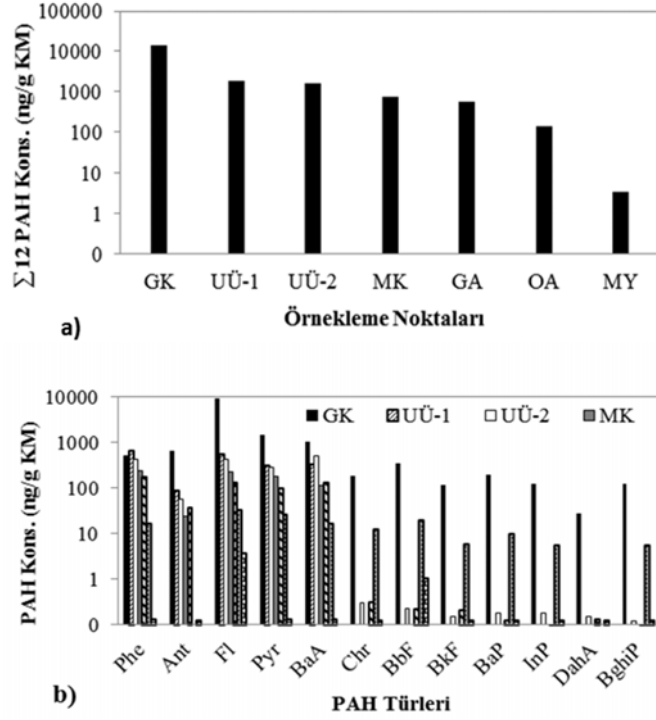 100000
10000
1000
100
10
1
0
∑12 PAH Kons. (ng/g KM)
GK UÜ-1 UÜ-2 MK GA OA MY
Örnekleme Noktaları
a)
10000
1000
100
10
1
0
PAH Kons. (ng/g KM)
GK UÜ-1 UÜ-2 MK
Phe Ant Fl Pyr BaA Chr BbF BkF BaP InP DahA BghiP
PAH Türleri
b)